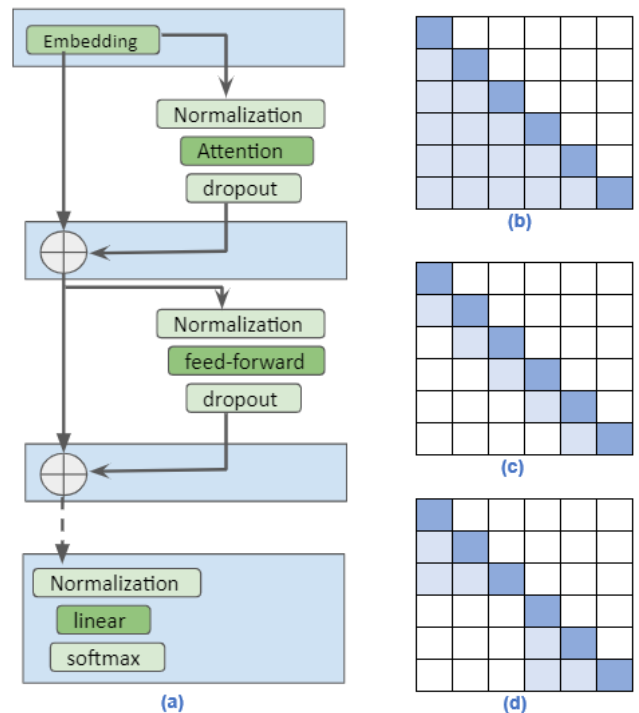 Embedding
Normalization
Attention
dropout
Normalization
feed-forward
dropout
Normalization
linear
softmax
(a)
(b)
(c)
(d)